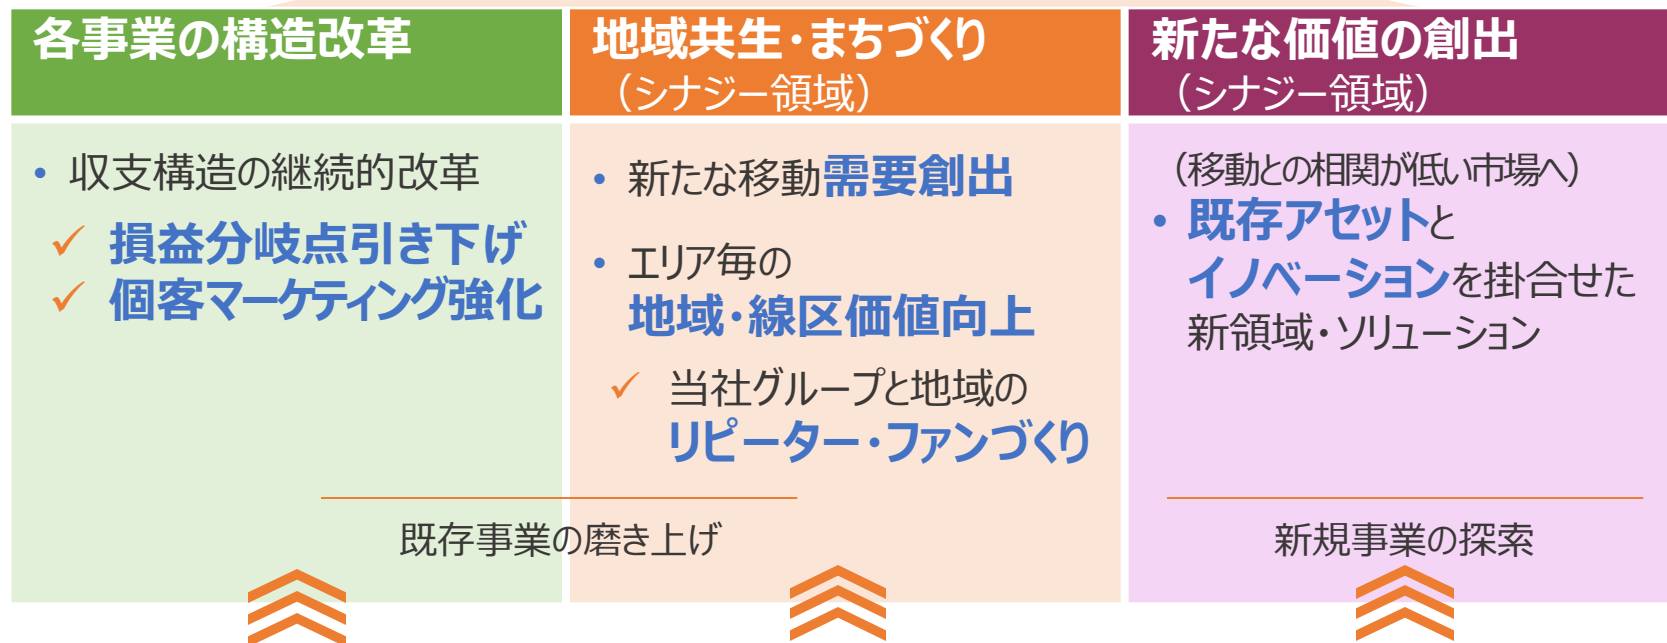 各事業の構造改革
• 収支構造の継続的改革
✓ 損益分岐点引き下げ
✓ 個客マーケティング強化
地域共生・まちづくり
（シナジー領域）
• 新たな移動需要創出
• エリア毎の
地域・線区価値向上
✓ 当社グループと地域の
リピーター・ファンづくり
既存事業の磨き上げ
新たな価値の創出
（シナジー領域）
（移動との相関が低い市場へ）
• 既存アセットと
イノベーションを掛合せた
新領域・ソリューション
新規事業の探索